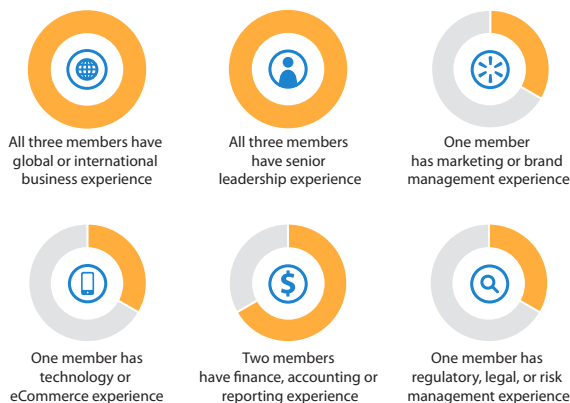 All three members have
global or international
business experience
All three members
have senior
leadership experience
One member
has marketing or brand
management experience
One member has
technology or
eCommerce experience
$
Two members
have finance, accounting or
reporting experience
One member has
regulatory, legal, or risk
management experience